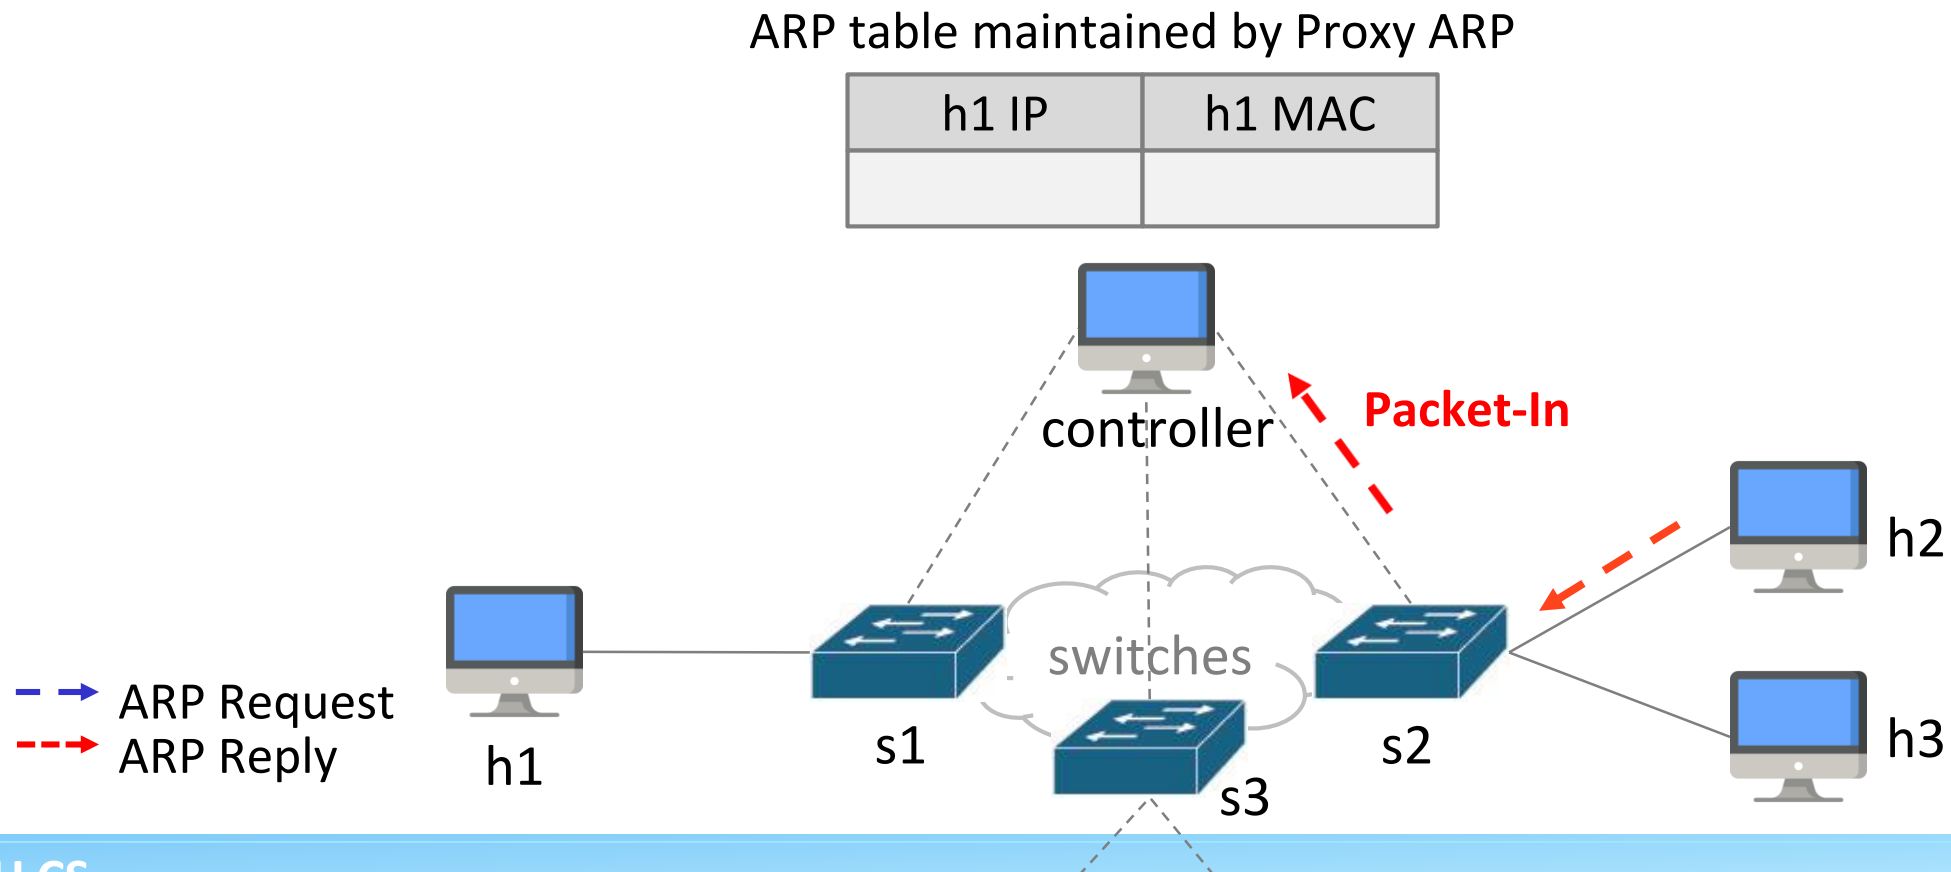 ARP table maintained by Proxy ARP
h1 IP h1 MAC
controller
Packet-In
h2
switches
ARP Request
ARP Reply
h1
s1
s2
h3
s3